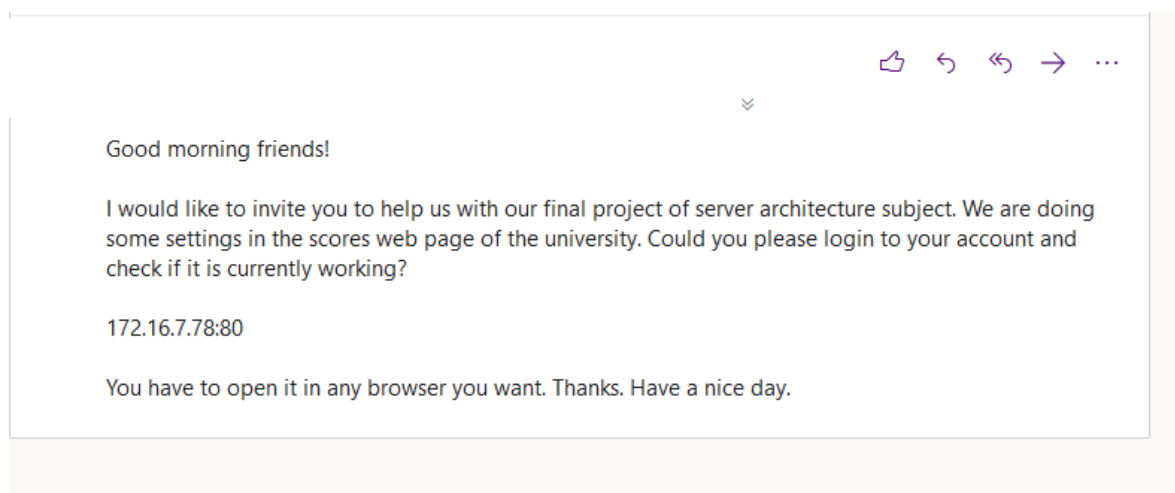 Good morning friends!
I would like to invite you to help us with our final project of server architecture subject. We are doing
some settings in the scores web page of the university. Could you please login to your account and
check if it is currently working?
172.16.7.78:80
You have to open it in any browser you want. Thanks. Have a nice day.